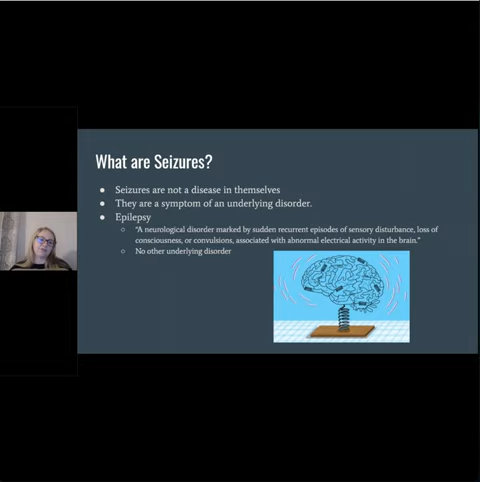 What are Seizures?
● Seizures are not a disease in themselves
● They are a symptom of an underlying disorder.
● Epilepsy
○ "A neurological disorder marked by sudden recurrent episodes of sensory disturbance, loss of
consciousness, or convulsions, associated with abnormal electrical activity in the brain."
○ No other underlying disorder